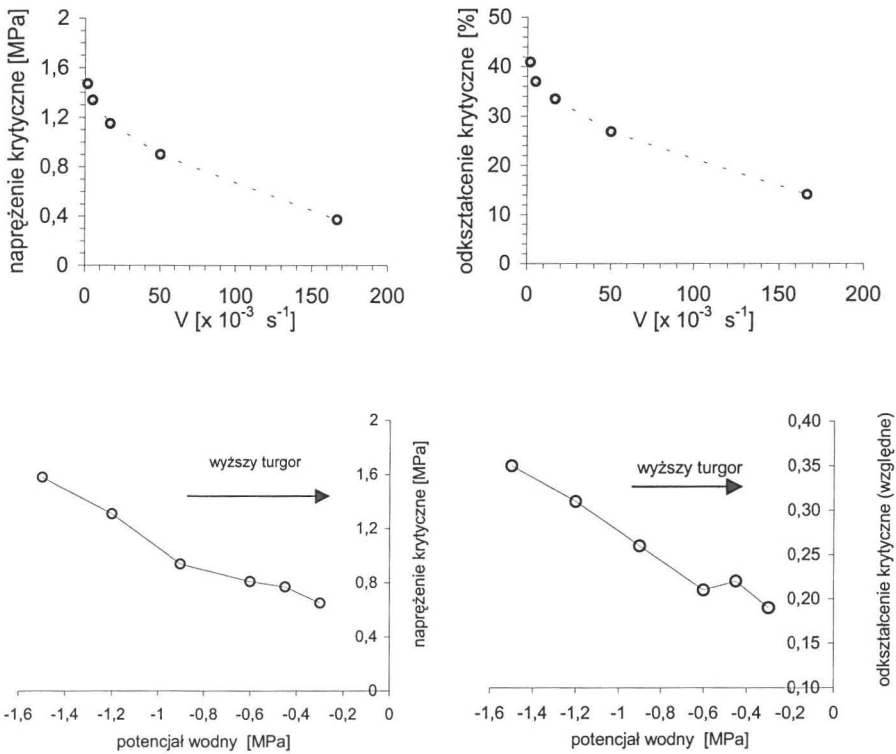 naprężenie krytyczne [MPa]
2
1,6
1,2
0,8
0,4
0
0 50 100 150 200
V [x 10⁻³ s⁻¹]
odkształcenie krytyczne [%]
50
40
30
20
10
0
0 50 100 150 200
V [x 10⁻³ s⁻¹]
wyższy turgor
2
1,6
1,2
0,8
0,4
0
naprężenie krytyczne [MPa]
-1,6 -1,4 -1,2 -1 -0,8 -0,6 -0,4 -0,2 0
potencjał wodny [MPa]
wyższy turgor
0,40
0,35
0,30
0,25
0,20
0,15
0,10
odkształcenie krytyczne (względne)
-1,6 -1,4 -1,2 -1 -0,8 -0,6 -0,4 -0,2 0
potencjał wodny [MPa]